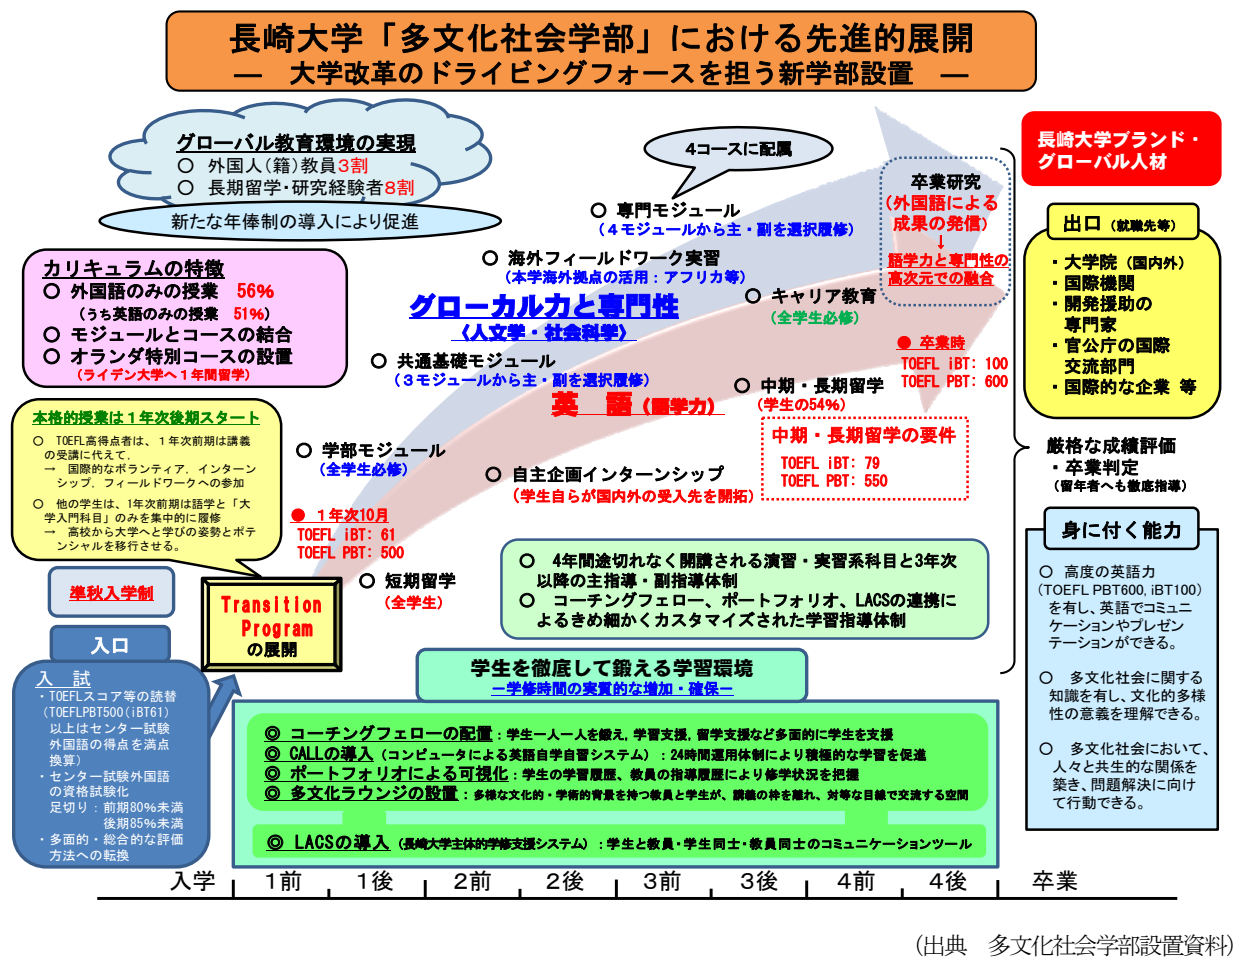 長崎大学「多文化社会学部」における先進的展開
― 大学改革のドライビングフォースを担う新学部設置 ―
グローバル教育環境の実現
○ 外国人（籍）教員3割
○ 長期留学・研究経験者8割
新たな年俸制の導入により促進
カリキュラムの特徴
○ 外国語のみの授業 56%
（うち英語のみの授業 51%）
○ モジュールとコースの結合
○ オランダ特別コースの設置
（ライデン大学へ１年間留学）
本格的授業は１年次後期スタート
○ TOEFL高得点者は、１年次前期は講義
の受講に代えて．
→ 国際的なボランティア．インターン
シップ．フィールドワークへの参加
○ 他の学生は、1年次前期は語学と「大
学入門科目」のみを集中的に履修
→ 高校から大学へと学びの姿勢とポテ
ンシャルを移行させる。
準秋入学制
入口
入 試
・TOEFLスコア等の読替
（TOEFLPBT500（iBT61）
以上はセンター試験
外国語の得点を満点
換算）
・センター試験外国語
の資格試験化
足切り：前期80%未満
後期85%未満
・多面的・総合的な評価
方法への転換
Transition
Program
の展開
4コースに配属
○ 専門モジュール
（４モジュールから主・副を選択履修）
○ 海外フィールドワーク実習
（本学海外拠点の活用：アフリカ等）
グローカル力と専門性
〈人文学・社会科学〉
○ キャリア教育
（全学生必修）
○ 共通基礎モジュール
（３モジュールから主・副を選択履修）
英 語（語学力）
○ 中期・長期留学
（学生の54%）
中期・長期留学の要件
TOEFL iBT: 79
TOEFL PBT: 550
○ 学部モジュール
（全学生必修）
○ 自主企画インターンシップ
（学生自らが国内外の受入先を開拓）
● １年次10月
TOEFL iBT: 61
TOEFL PBT: 500
○ 短期留学
（全学生）
卒業研究
（外国語による
成果の発信）
↓
語学力と専門性の
高次元での融合
● 卒業時
TOEFL iBT: 100
TOEFL PBT: 600
○ 4年間途切れなく開講される演習・実習系科目と3年次
以降の主指導・副指導体制
○ コーチングフェロー、ポートフォリオ、LACSの連携に
よるきめ細かくカスタマイズされた学習指導体制
学生を徹底して鍛える学習環境
－学修時間の実質的な増加・確保－
◎ コーチングフェローの配置：学生一人一人を鍛え，学習支援，留学支援など多面的に学生を支援
◎ CALLの導入（コンピュータによる英語自学自習システム）：24時間運用体制により積極的な学習を促進
◎ ポートフォリオによる可視化：学生の学習履歴、教員の指導履歴により修学状況を把握
◎ 多文化ラウンジの設置：多様な文化的・学術的背景を持つ教員と学生が、講義の枠を離れ、対等な目線で交流する空間
◎ LACSの導入（長崎大学主体的学修支援システム）：学生と教員・学生同士・教員同士のコミュニケーションツール
長崎大学ブランド・
グローバル人材
出口（就職先等）
・大学院（国内外）
・国際機関
・開発援助の
専門家
・官公庁の国際
交流部門
・国際的な企業 等
厳格な成績評価
・卒業判定
（留年者へも徹底指導）
身に付く能力
○ 高度の英語力
（TOEFL PBT600, iBT100）
を有し、英語でコミュニ
ケーションやプレゼン
テーションができる。
○ 多文化社会に関する
知識を有し、文化的多様
性の意義を理解できる。
○ 多文化社会において、
人々と共生的な関係を
築き、問題解決に向け
て行動できる。
入学 1前 1後 2前 2後 3前 3後 4前 4後 卒業
（出典 多文化社会学部設置資料）